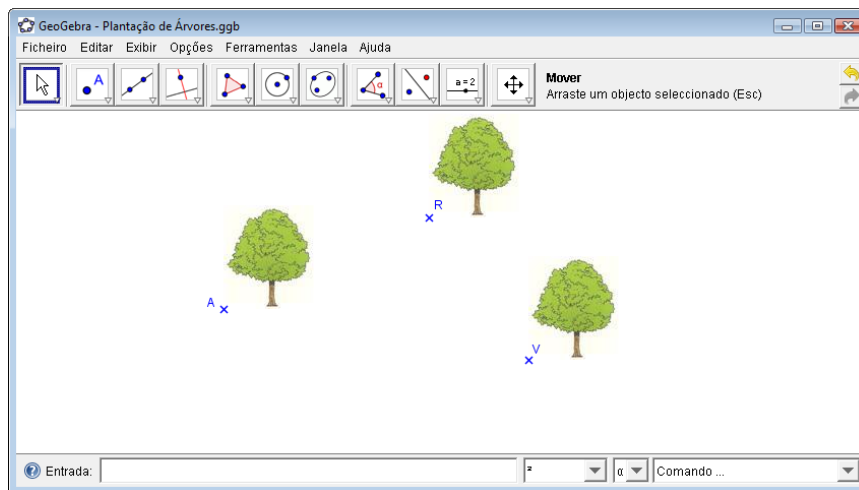 GeoGebra - Plantação de Árvores.ggb
Ficheiro Editar Exibir Opções Ferramentas Janela Ajuda
A
α
a = 2
Mover
Arraste um objecto seleccionado (Esc)
R
A
V
Entrada:
²
α
Comando ...